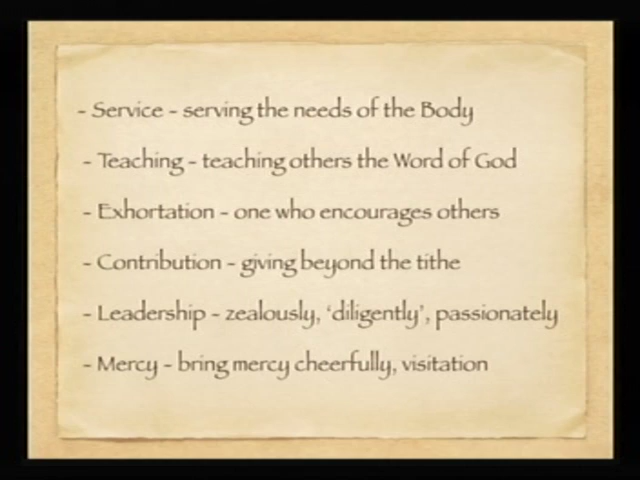 - Service - serving the needs of the Body
- Teaching - teaching others the Word of God
- Exhortation - one who encourages others
- Contribution - giving beyond the tithe
- Leadership - zealously, 'diligently', passionately
- Mercy - bring mercy cheerfully, visitation